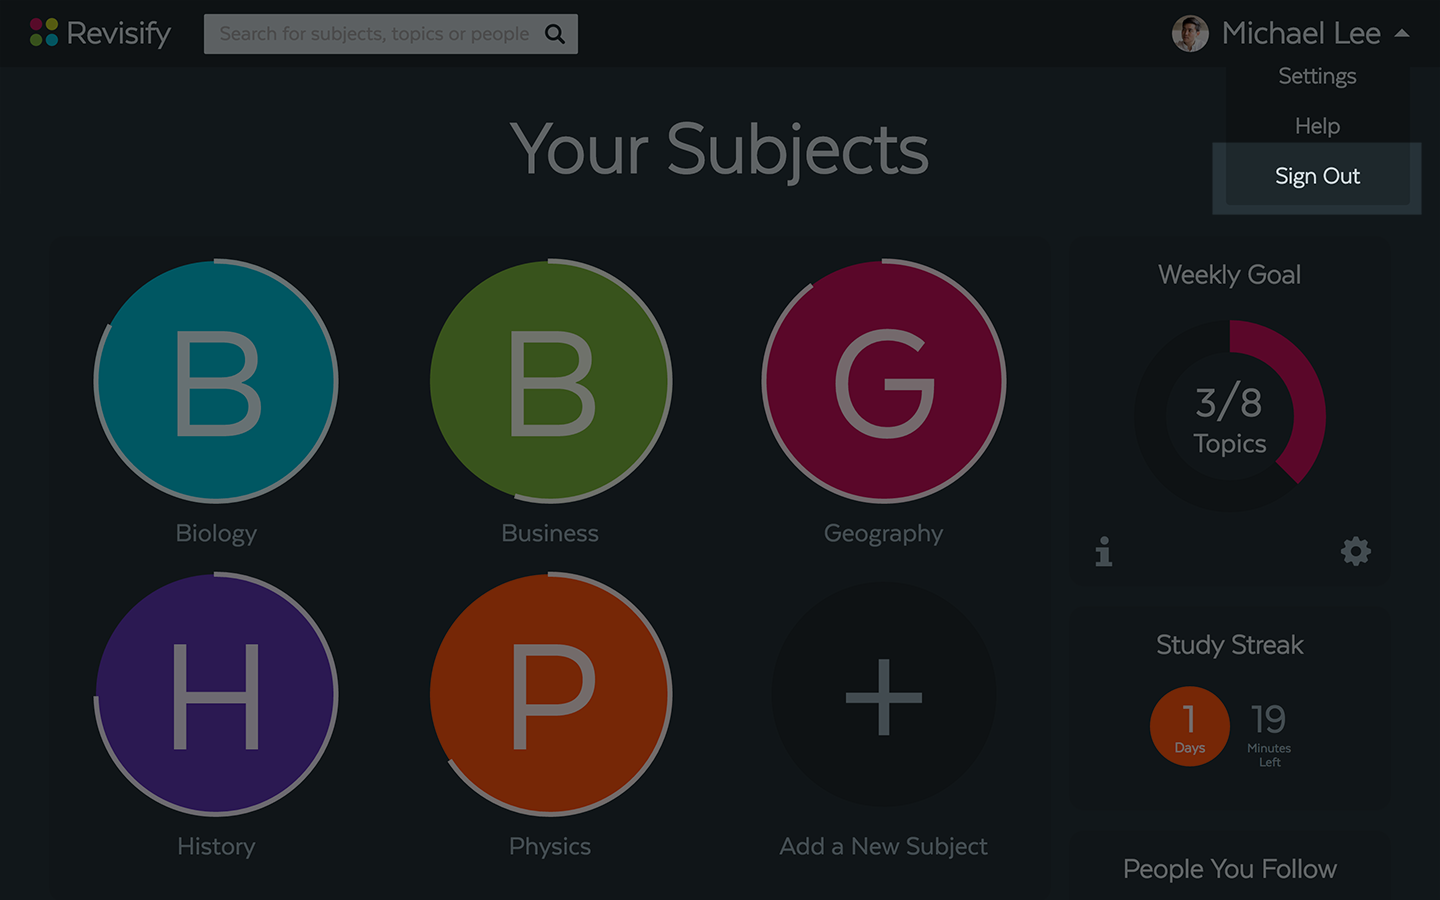 Revisify
Search for subjects, topics or people
Michael Lee
Settings
Help
Sign Out
Your Subjects
B
Biology
B
Business
G
Geography
H
History
P
Physics
Add a New Subject
Weekly Goal
3/8
Topics
Study Streak
1
Days
19
Minutes
Left
People You Follow